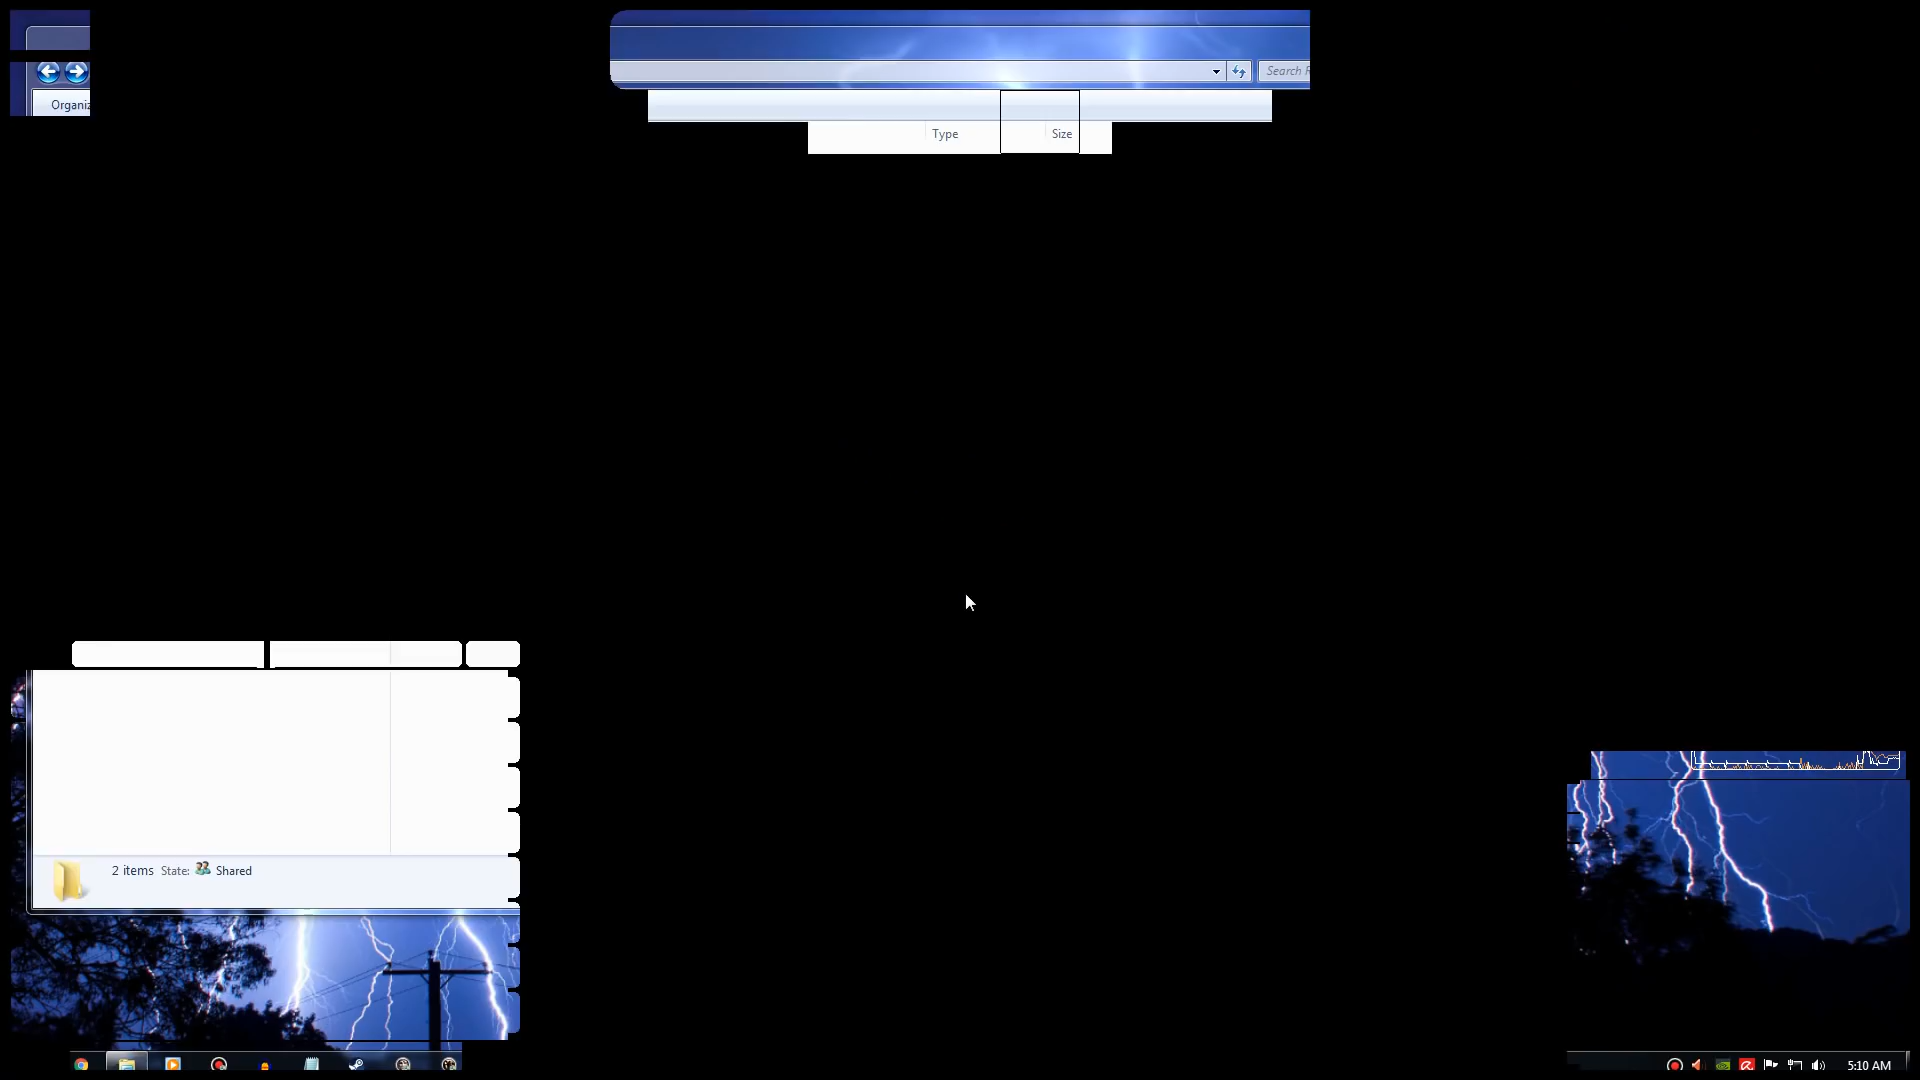 Organiz
Search R
Type
Size
2 items State: Shared
5:10 AM